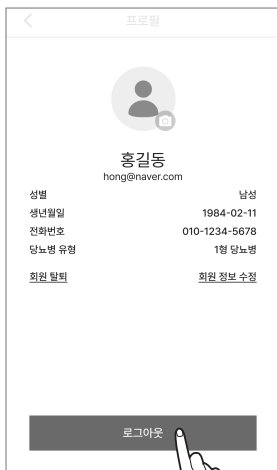 프로필
홍길동
hong@naver.com
성별 남성
생년월일 1984-02-11
전화번호 010-1234-5678
당뇨병 유형 1형 당뇨병
회원 탈퇴 회원 정보 수정
로그아웃